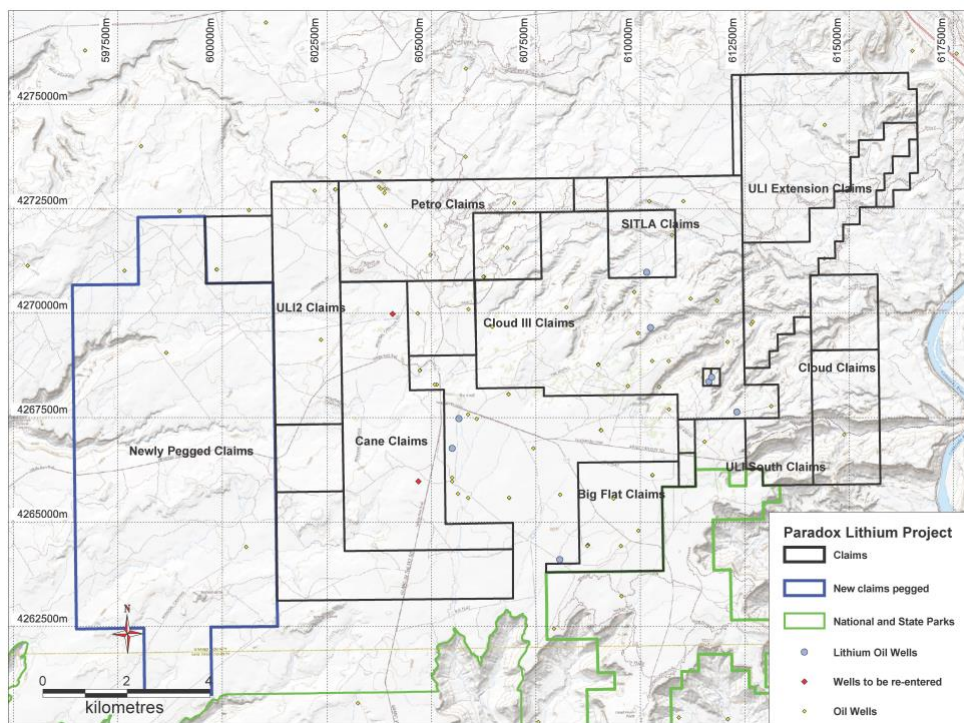 597500m
600000m
602500m
605000m
607500m
610000m
612500m
615000m
617500m
4275000m
ULI Extension Claims
4272500m
Petro Claims
SITLA Claims
4270000m
ULI2 Claims
Cloud III Claims
Cloud Claims
4267500m
Newly Pegged Claims
Cane Claims
ULI South Claims
Big Flat Claims
4265000m
4262500m
N
0 2 4
kilometres
Paradox Lithium Project
Claims
New claims pegged
National and State Parks
Lithium Oil Wells
Wells to be re-entered
Oil Wells